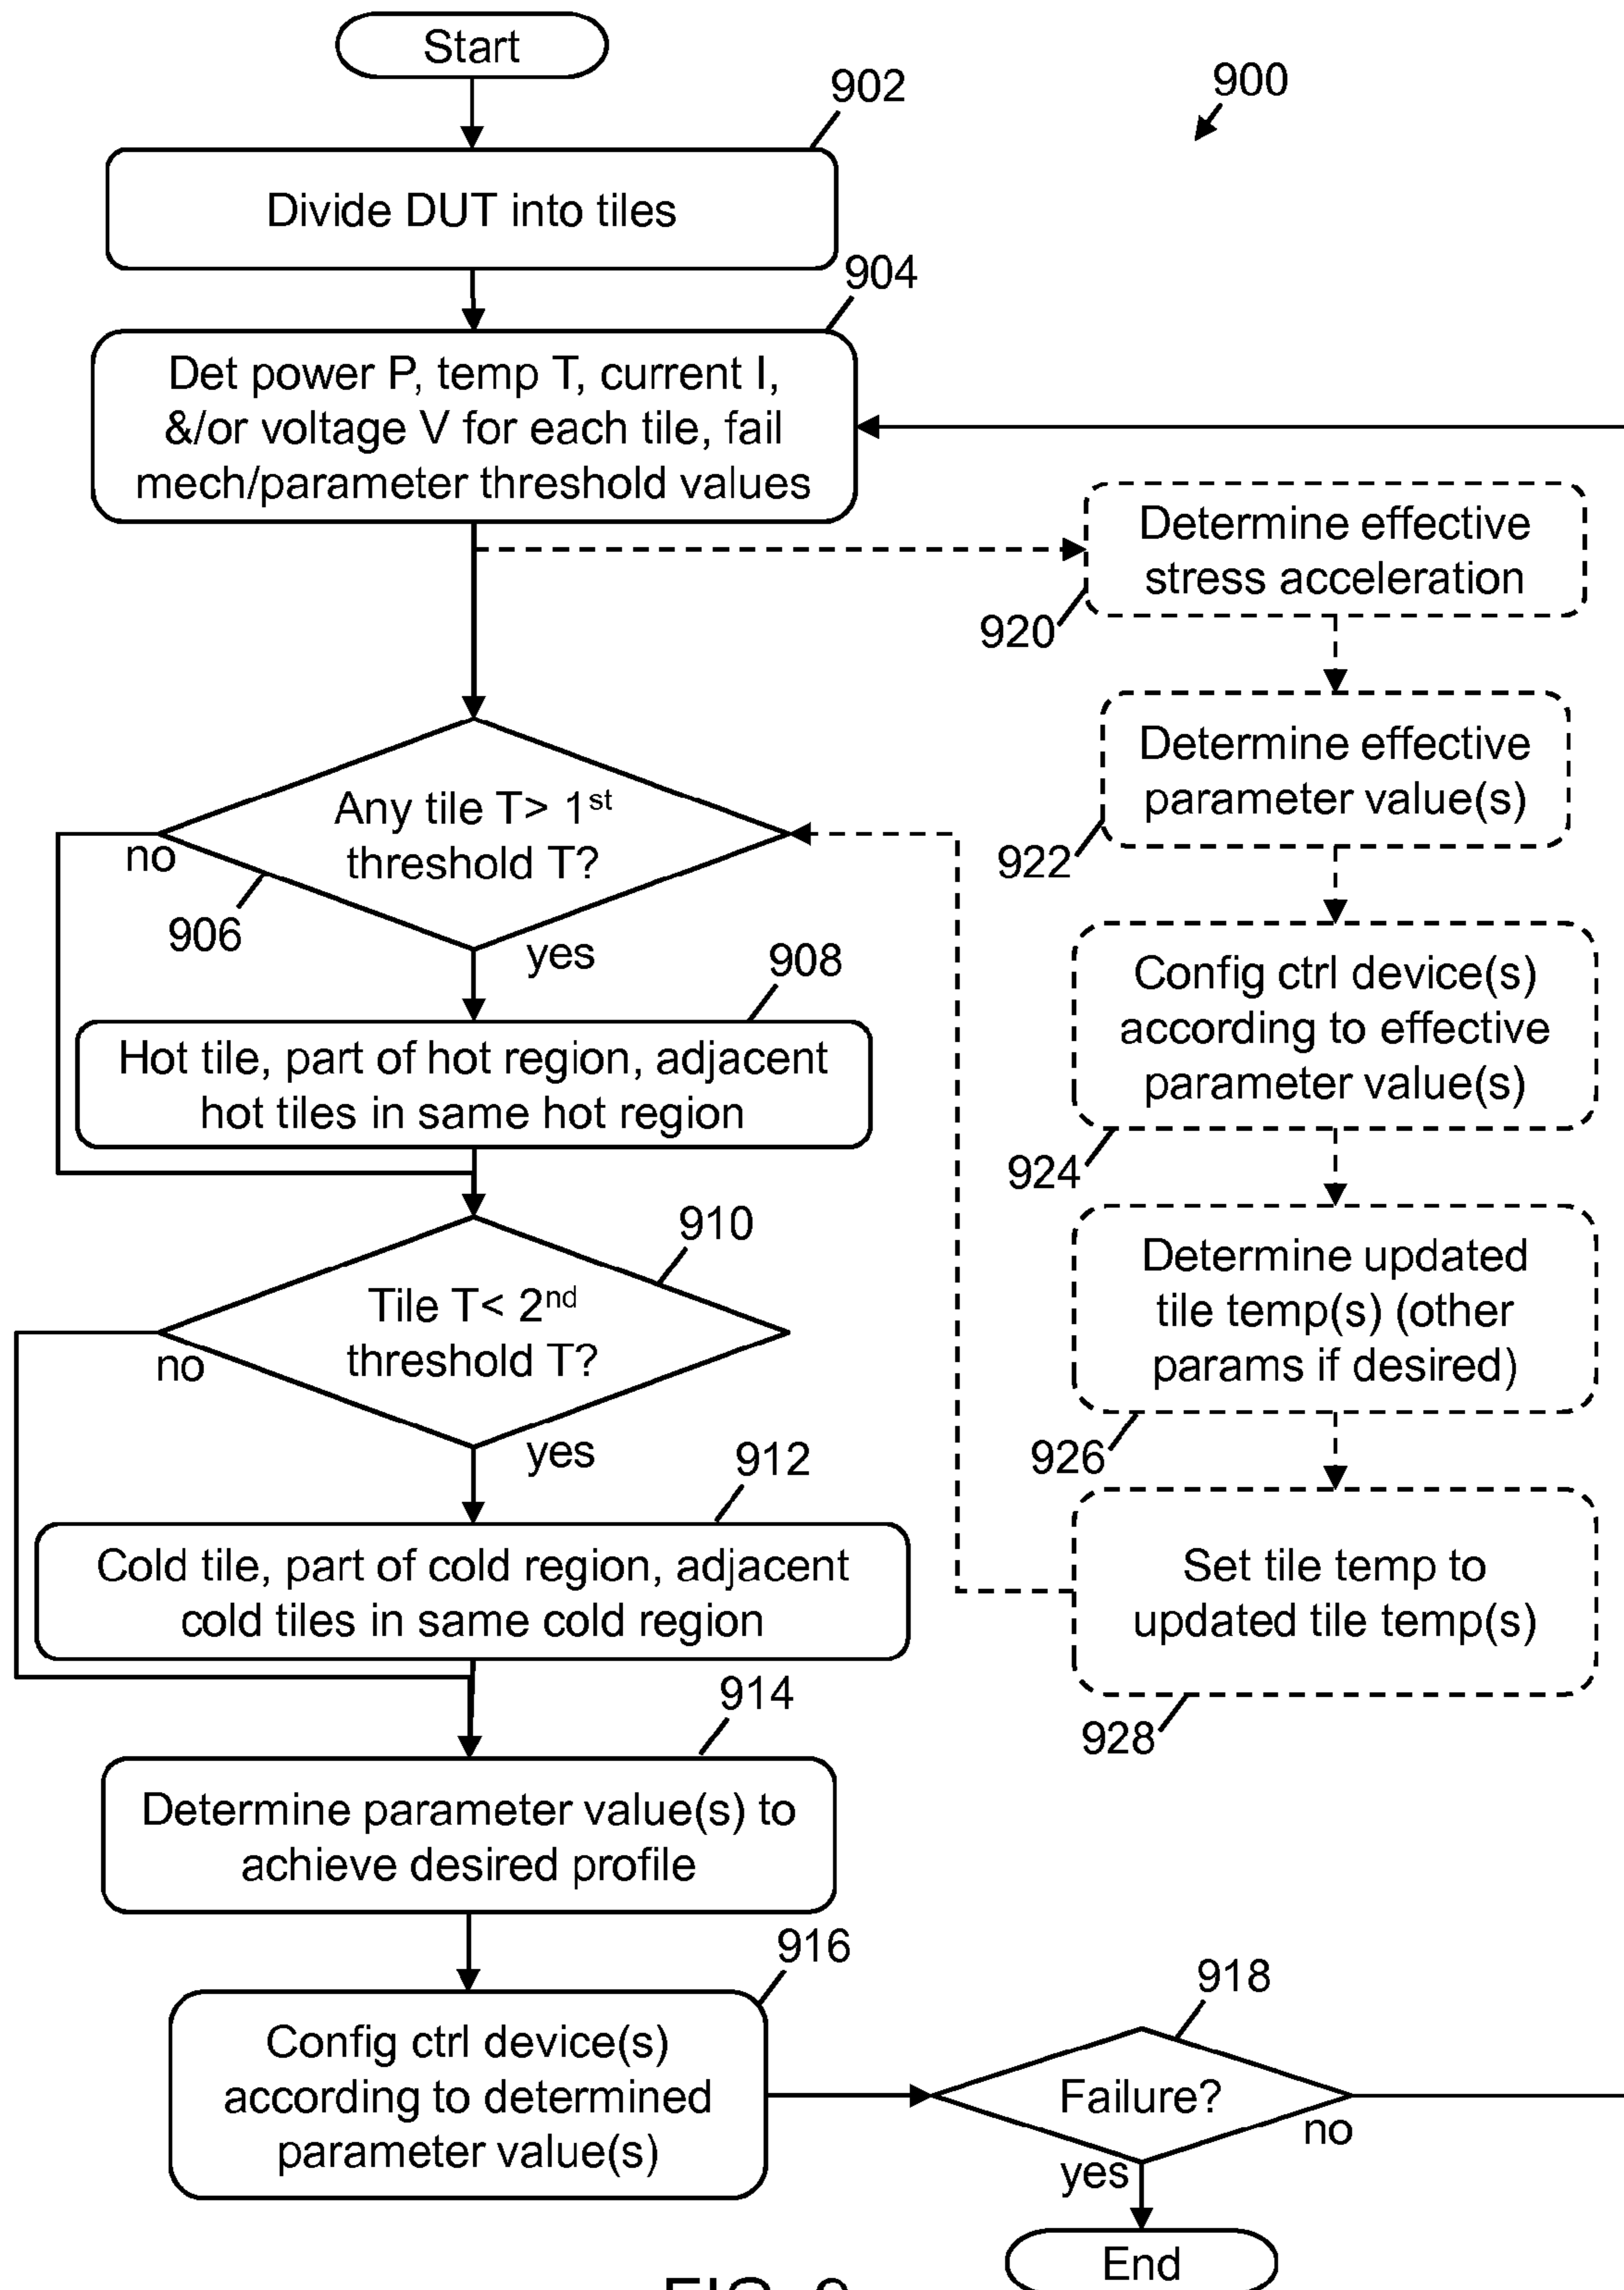 Start
900
902
Divide DUT into tiles
904
Det power P, temp T, current I,
&/or voltage V for each tile, fail
mech/parameter threshold values
Determine effective
stress acceleration
920
Determine effective
parameter value(s)
922
Any tile T> 1st
threshold T?
no
906
yes
908
Config ctrl device(s)
according to effective
parameter value(s)
924
Hot tile, part of hot region, adjacent
hot tiles in same hot region
910
Tile T< 2nd
threshold T?
no
yes
Determine updated
tile temp(s) (other
params if desired)
926
912
Cold tile, part of cold region, adjacent
cold tiles in same cold region
Set tile temp to
updated tile temp(s)
928
914
Determine parameter value(s) to
achieve desired profile
916
Config ctrl device(s)
according to determined
parameter value(s)
918
Failure?
no
yes
End